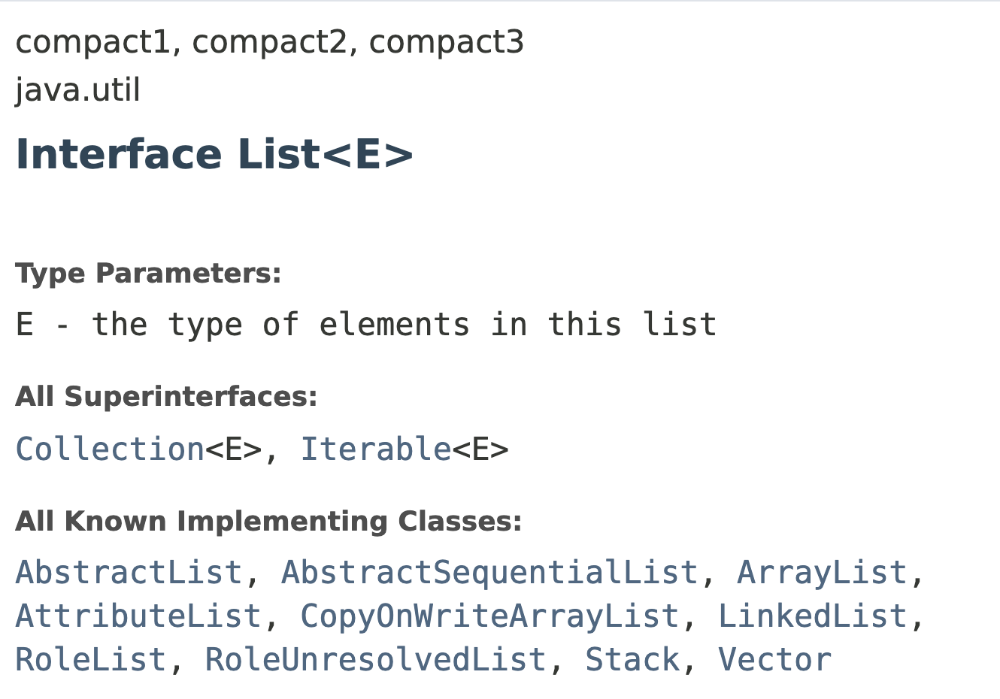 compact1, compact2, compact3
java.util
Interface List<E>
Type Parameters:
E - the type of elements in this list
All Superinterfaces:
Collection<E>, Iterable<E>
All Known Implementing Classes:
AbstractList, AbstractSequentialList, ArrayList,
AttributeList, CopyOnWriteArrayList, LinkedList,
RoleList, RoleUnresolvedList, Stack, Vector